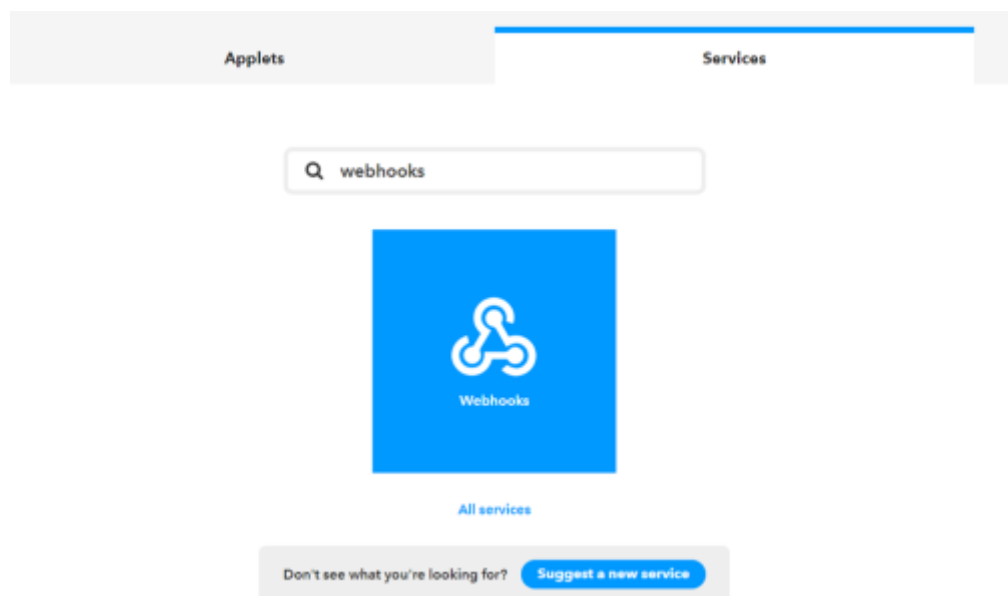 Applets
Services
webhooks
Webhooks
All services
Don't see what you're looking for?
Suggest a new service